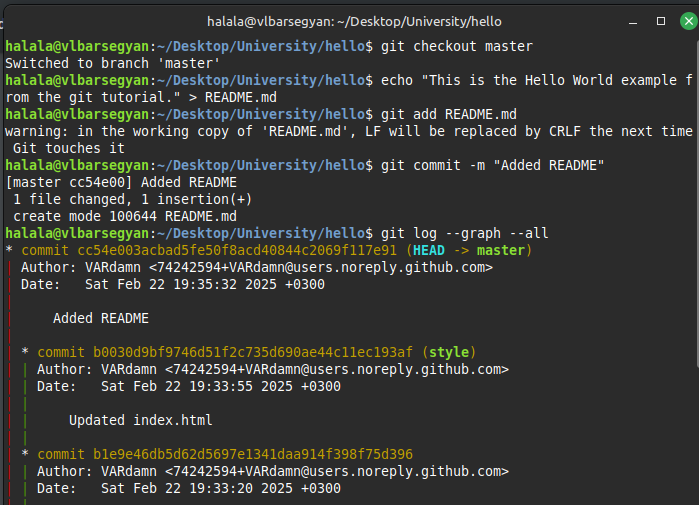 halala@vlbarsegyan: ~/Desktop/University/hello
halala@vlbarsegyan:~/Desktop/University/hello$ git checkout master
Switched to branch 'master'
halala@vlbarsegyan:~/Desktop/University/hello$ echo "This is the Hello World example f
rom the git tutorial." > README.md
halala@vlbarsegyan:~/Desktop/University/hello$ git add README.md
warning: in the working copy of 'README.md', LF will be replaced by CRLF the next time
 Git touches it
halala@vlbarsegyan:~/Desktop/University/hello$ git commit -m "Added README"
[master cc54e00] Added README
 1 file changed, 1 insertion(+)
 create mode 100644 README.md
halala@vlbarsegyan:~/Desktop/University/hello$ git log --graph --all
* commit cc54e003acbad5fe50f8acd40844c2069f117e91 (HEAD -> master)
| Author: VARdamn <74242594+VARdamn@users.noreply.github.com>
| Date:   Sat Feb 22 19:35:32 2025 +0300
|
|     Added README
|
| * commit b0030d9bf9746d51f2c735d690ae44c11ec193af (style)
| | Author: VARdamn <74242594+VARdamn@users.noreply.github.com>
| | Date:   Sat Feb 22 19:33:55 2025 +0300
| |
| |     Updated index.html
| |
| * commit b1e9e46db5d62d5697e1341daa914f398f75d396
| | Author: VARdamn <74242594+VARdamn@users.noreply.github.com>
| | Date:   Sat Feb 22 19:33:20 2025 +0300